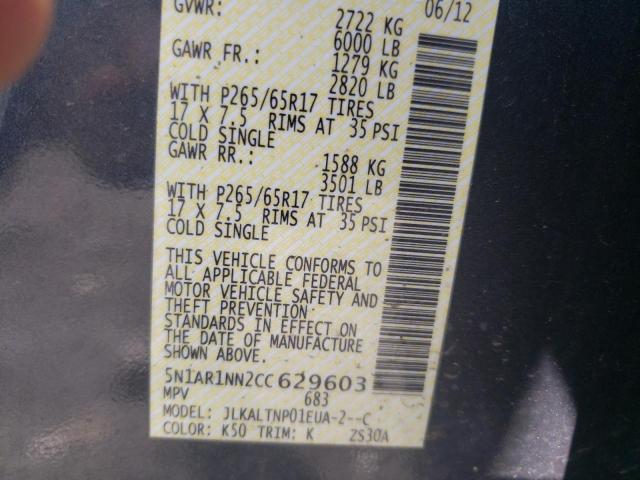 06/12
GVWR: 2722 KG
6000 LB
GAWR FR.: 1279 KG
2820 LB
WITH P265/65R17 TIRES
17 X 7.5 RIMS AT 35 PSI
COLD SINGLE
GAWR RR.: 1588 KG
3501 LB
WITH P265/65R17 TIRES
17 X 7.5 RIMS AT 35 PSI
COLD SINGLE
THIS VEHICLE CONFORMS TO
ALL APPLICABLE FEDERAL
MOTOR VEHICLE SAFETY AND
THEFT PREVENTION
STANDARDS IN EFFECT ON
THE DATE OF MANUFACTURE
SHOWN ABOVE.
5N1AR1NN2CC629603
MPV 683
MODEL: JLKALTNP01EUA-2--C
COLOR: K50 TRIM: K ZS30A